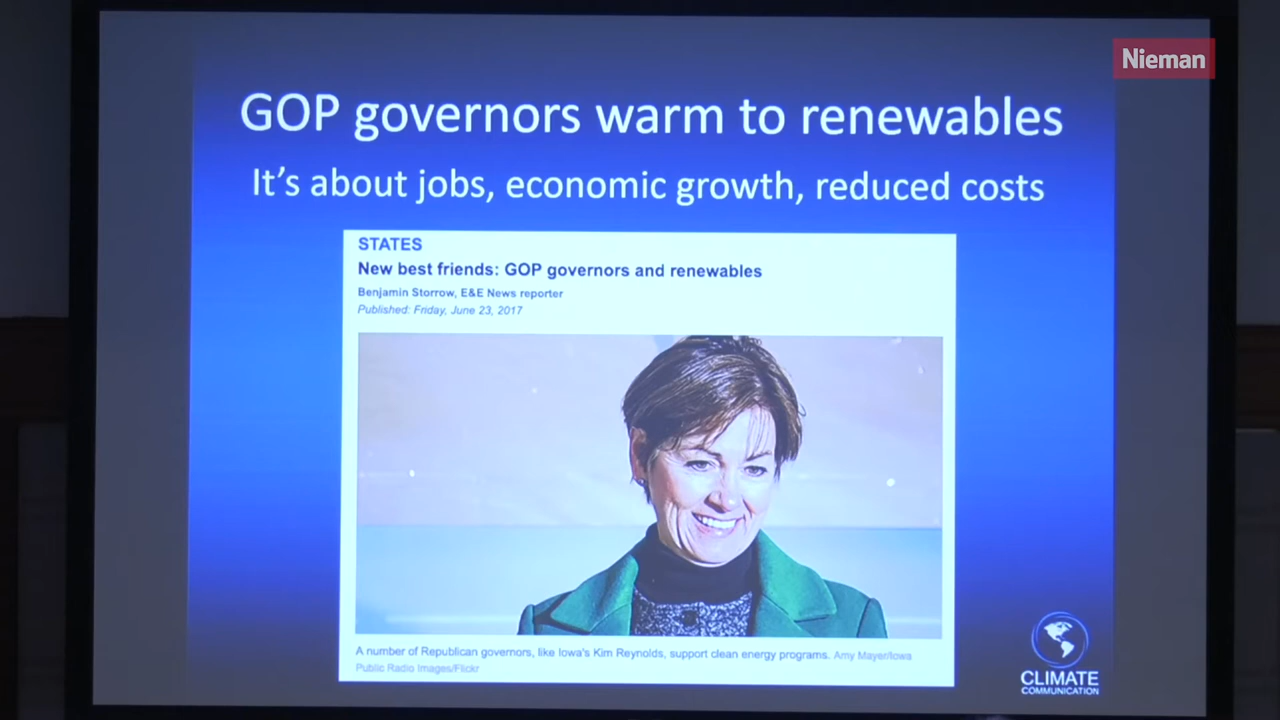 Nieman
GOP governors warm to renewables
It's about jobs, economic growth, reduced costs
STATES
New best friends: GOP governors and renewables
Benjamin Storrow, E&E News reporter
Published: Friday, June 23, 2017
A number of Republican governors, like Iowa's Kim Reynolds, support clean energy programs. Amy Mayer/Iowa
Public Radio Images/Flickr
CLIMATE
COMMUNICATION